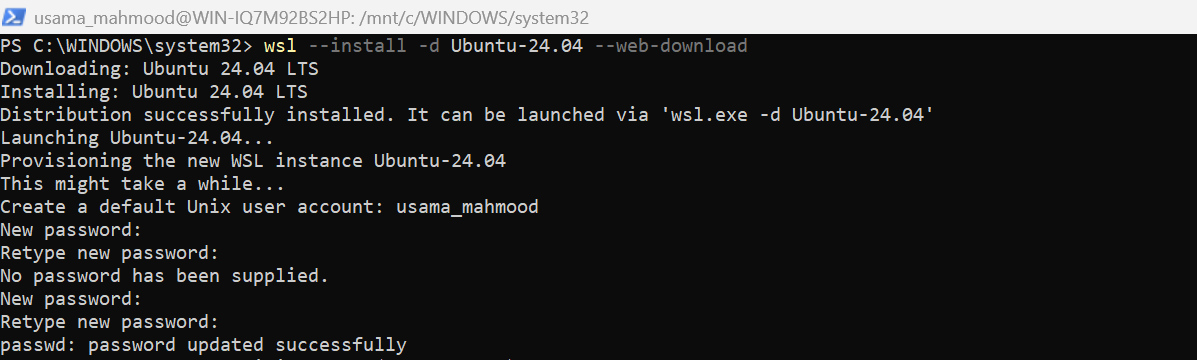 usama_mahmood@WIN-IQ7M92BS2HP: /mnt/c/WINDOWS/system32
PS C:\WINDOWS\system32> wsl --install -d Ubuntu-24.04 --web-download
Downloading: Ubuntu 24.04 LTS
Installing: Ubuntu 24.04 LTS
Distribution successfully installed. It can be launched via 'wsl.exe -d Ubuntu-24.04'
Launching Ubuntu-24.04...
Provisioning the new WSL instance Ubuntu-24.04
This might take a while...
Create a default Unix user account: usama_mahmood
New password:
Retype new password:
No password has been supplied.
New password:
Retype new password:
passwd: password updated successfully